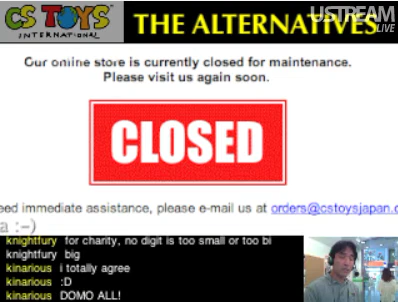 CS TOYS
INTERNATIONAL
THE ALTERNATIVES
USTREAM
LIVE
Our online store is currently closed for maintenance.
Please visit us again soon.
CLOSED
eed immediate assistance, please e-mail us at orders@cstoysjapan.c
a :-)
knightfury for charity, no digit is too small or too bi
knightfury big
kinarious i totally agree
kinarious :D
kinarious DOMO ALL!